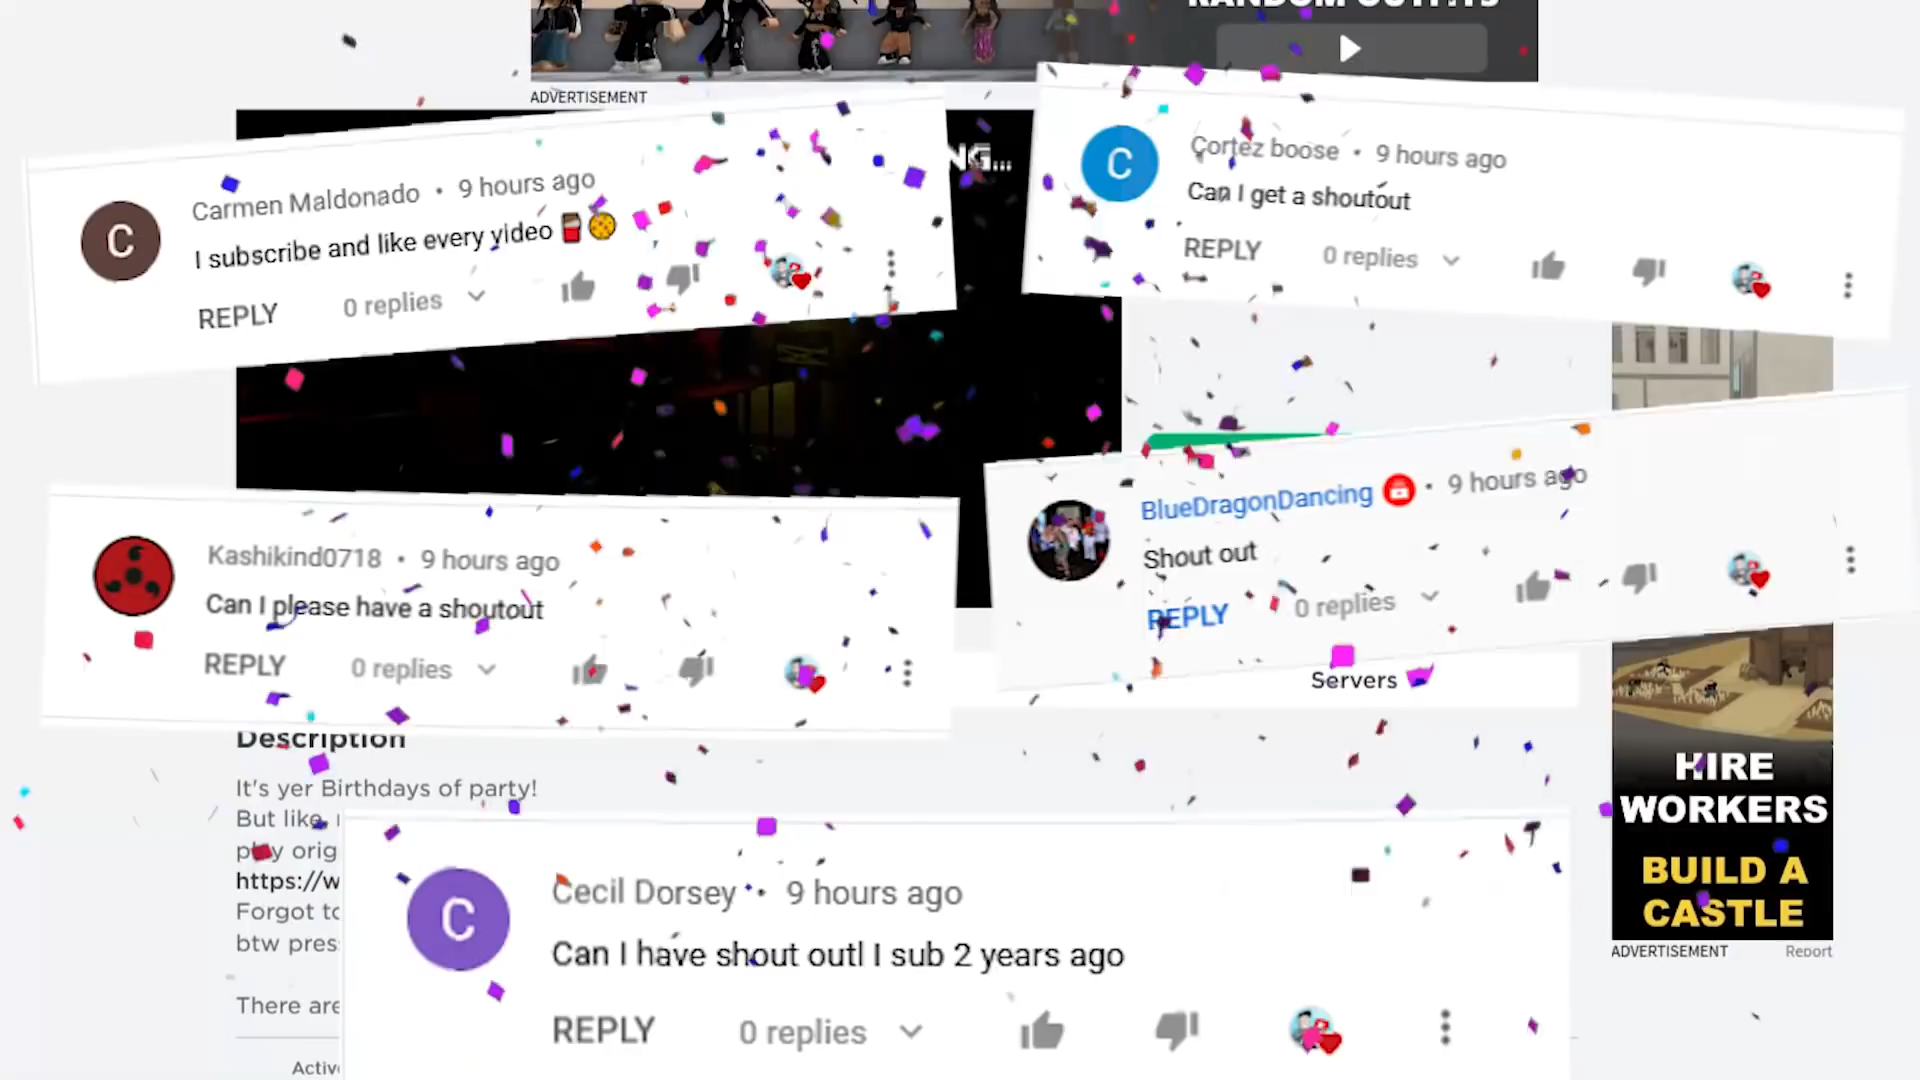 ADVERTISEMENT
C
Carmen Maldonado • 9 hours ago
I subscribe and like every video
REPLY 0 replies
C
Cortez boose • 9 hours ago
Can I get a shoutout
REPLY 0 replies
Kashikind0718 • 9 hours ago
Can I please have a shoutout
REPLY 0 replies
BlueDragonDancing • 9 hours ago
Shout out
REPLY 0 replies
Servers
Description
It's yer Birthdays of party!
But like,
play orig
https://w
Forgot to
btw pres
There are
C
Cecil Dorsey • 9 hours ago
Can I have shout outl I sub 2 years ago
REPLY 0 replies
HIRE
WORKERS
BUILD A
CASTLE
ADVERTISEMENT Report